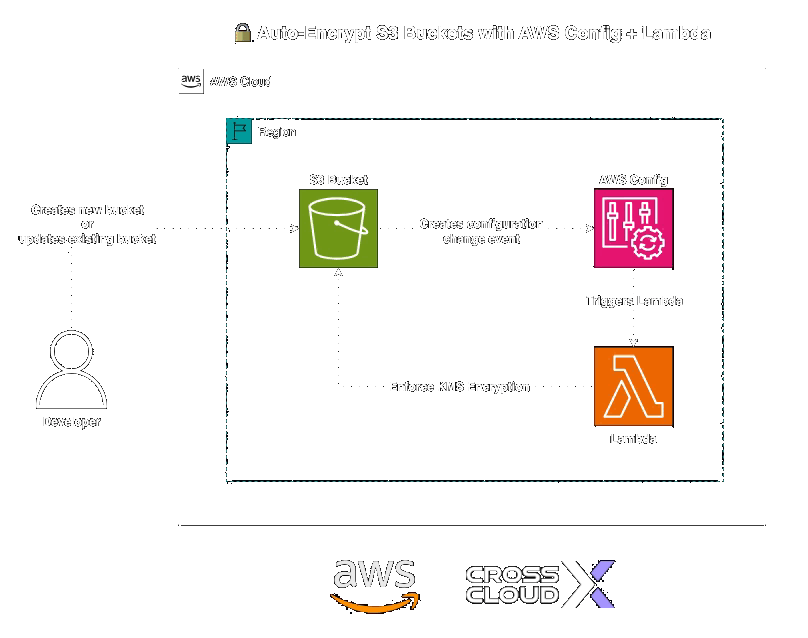 Auto-Encrypt S3 Buckets with AWS Config + Lambda
aws
AWS Cloud
Region
S3 Bucket
AWS Config
Creates new bucket
or
updates existing bucket
Creates configuration
change event
Triggers Lambda
Enforce KMS Encryption
Developer
Lambda
aws
CROSS
CLOUD X